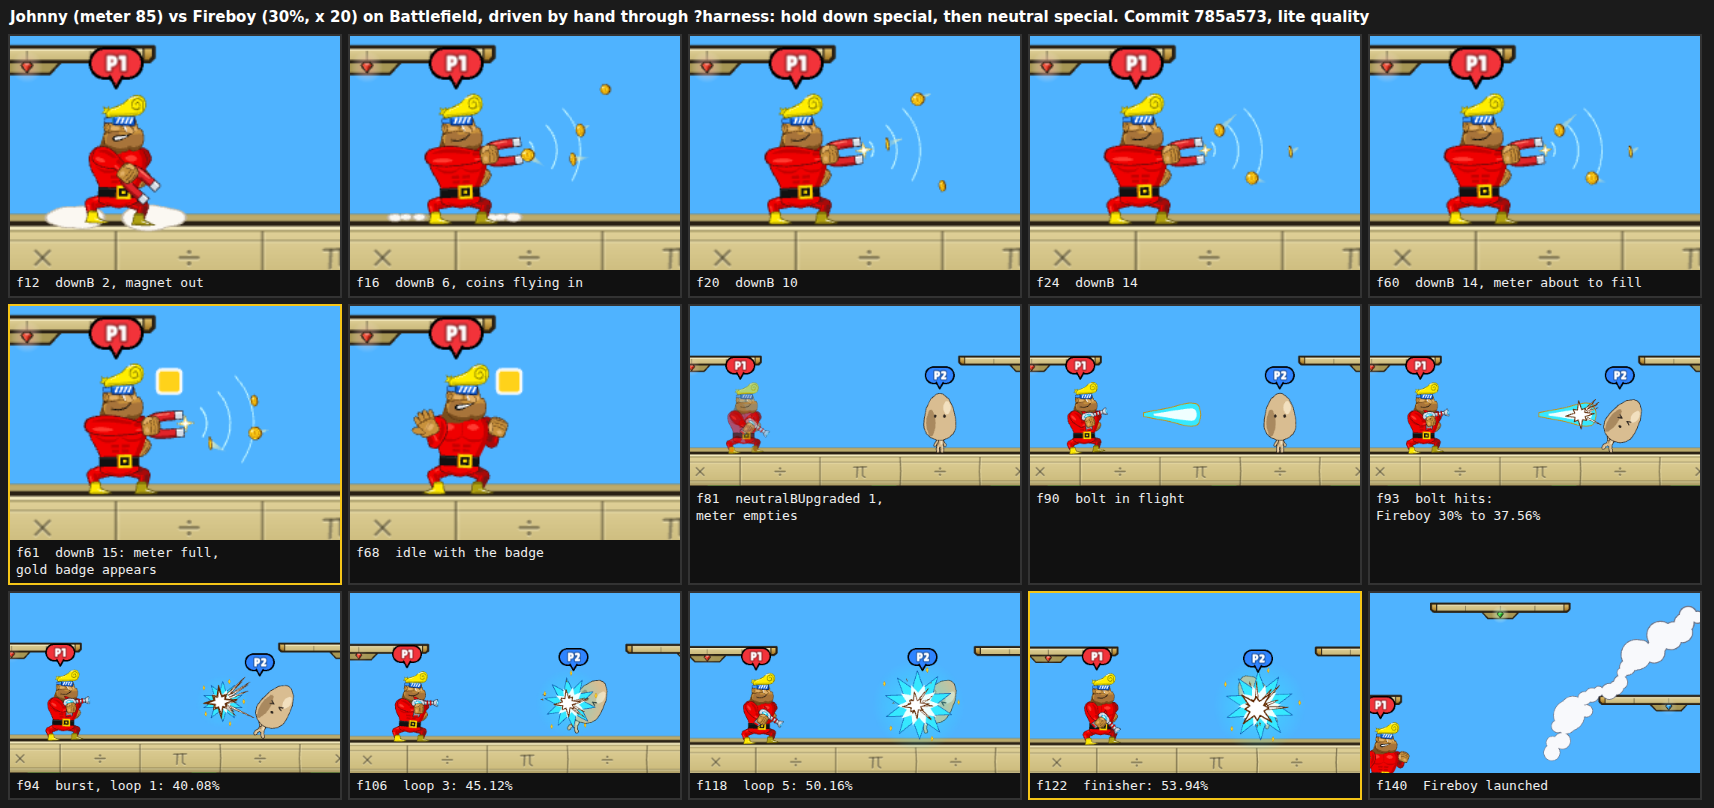 Johnny (meter 85) vs Fireboy (30%, x 20) on Battlefield, driven by hand through ?harness: hold down special, then neutral special. Commit 785a573, lite quality
P1 P1 P1 P1 P1
× ÷ π × ÷ π × ÷ π × ÷ π × ÷ π
f12 downB 2, magnet out
f16 downB 6, coins flying in
f20 downB 10
f24 downB 14
f60 downB 14, meter about to fill
P1 P1 P1 P2 P1 P2 P1 P2
× ÷ π × ÷ π × ÷ π ÷ × × ÷ π ÷ × × ÷ π ÷ ×
f61 downB 15: meter full,
gold badge appears
f68 idle with the badge
f81 neutralBUpgraded 1,
meter empties
f90 bolt in flight
f93 bolt hits:
Fireboy 30% to 37.56%
P1 P2 P1 P2 P1 P2 P1 P2 P1
× ÷ π ÷ × × ÷ π ÷ × ÷ π ÷ × ÷ π ÷
f94 burst, loop 1: 40.08%
f106 loop 3: 45.12%
f118 loop 5: 50.16%
f122 finisher: 53.94%
f140 Fireboy launched